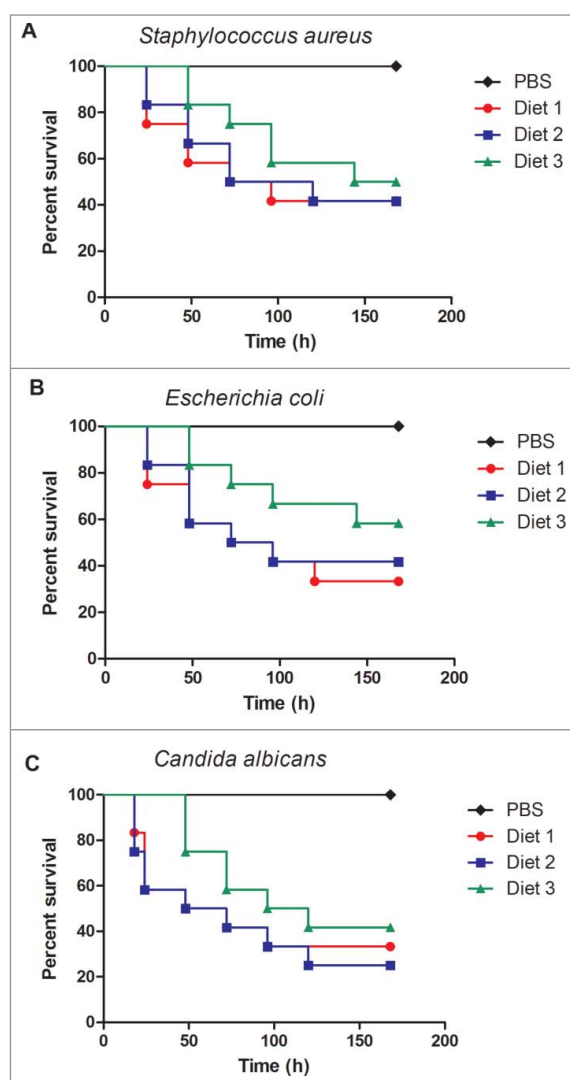 A
Staphylococcus aureus
Percent survival
100
80
60
40
20
0
0 50 100 150 200
Time (h)
PBS
Diet 1
Diet 2
Diet 3
B
Escherichia coli
Percent survival
100
80
60
40
20
0
0 50 100 150 200
Time (h)
PBS
Diet 1
Diet 2
Diet 3
C
Candida albicans
Percent survival
100
80
60
40
20
0
0 50 100 150 200
Time (h)
PBS
Diet 1
Diet 2
Diet 3